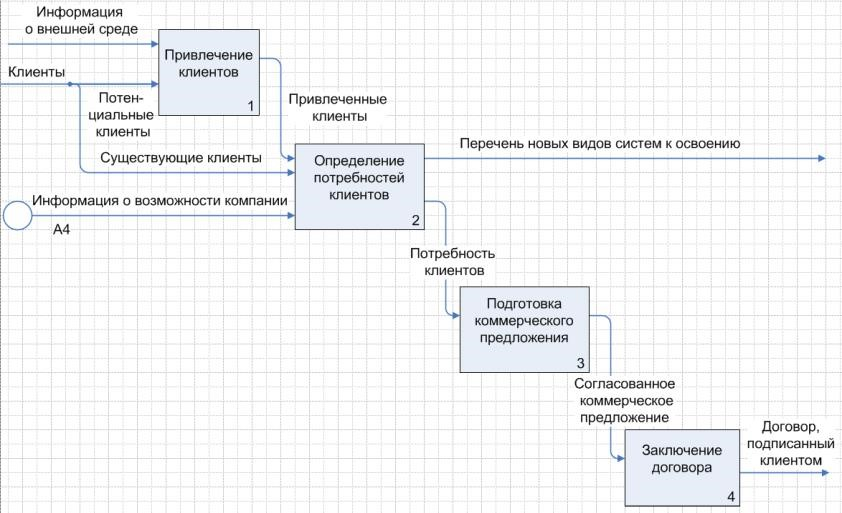 Информация
о внешней среде
Привлечение
клиентов
1
Клиенты
Потен-
циальные
клиенты
Привлеченные
клиенты
Существующие клиенты
Определение
потребностей
клиентов
2
Перечень новых видов систем к освоению
Информация о возможности компании
А4
Потребность
клиентов
Подготовка
коммерческого
предложения
3
Согласованное
коммерческое
предложение
Заключение
договора
4
Договор,
подписанный
клиентом